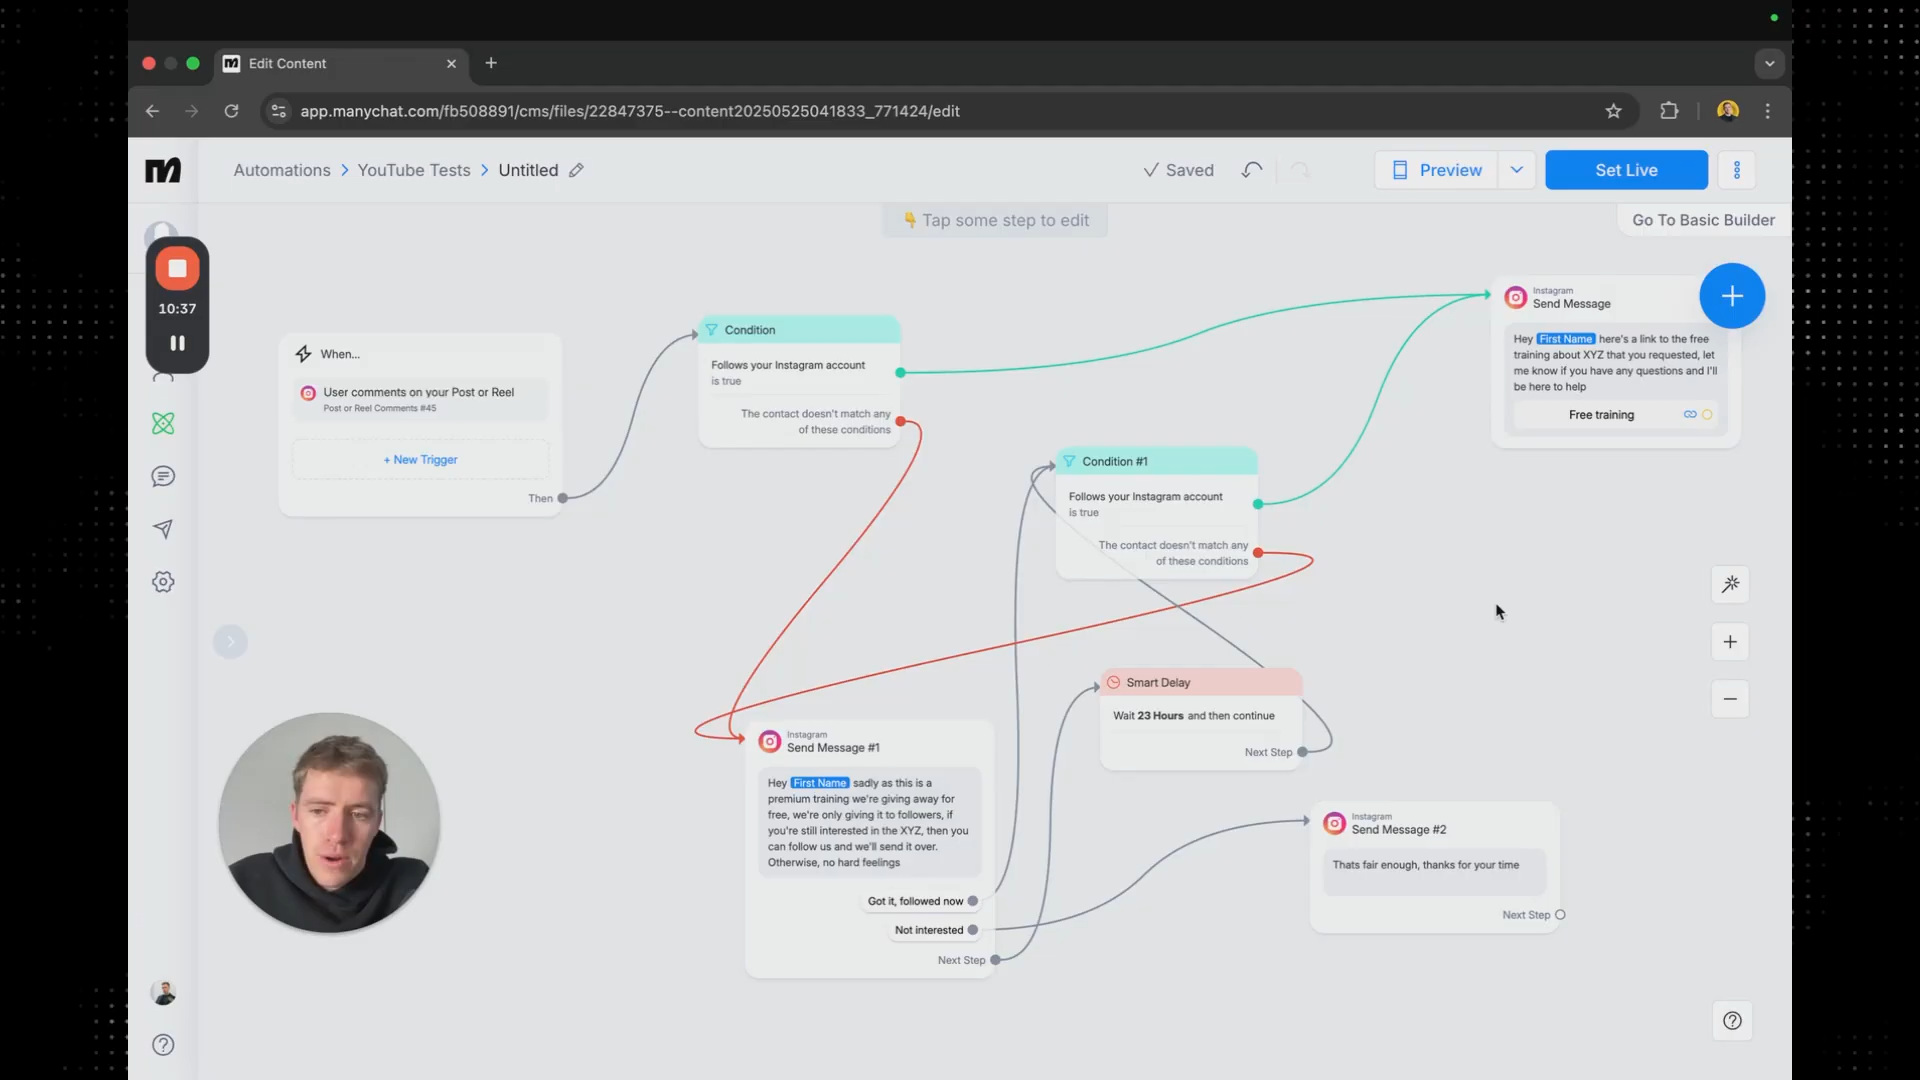 Edit Content
app.manychat.com/fb508891/cms/files/22847375--content20250525041833_771424/edit
Automations > YouTube Tests > Untitled
Saved
Preview
Set Live
Tap some step to edit
Go To Basic Builder
10:37
When...
User comments on your Post or Reel
Post or Reel Comments #45
+ New Trigger
Then
Condition
Follows your Instagram account
is true
The contact doesn't match any
of these conditions
Instagram
Send Message
Hey First Name here's a link to the free
training about XYZ that you requested, let
me know if you have any questions and I'll
be here to help
Free training
Condition #1
Follows your Instagram account
is true
The contact doesn't match any
of these conditions
Smart Delay
Wait 23 Hours and then continue
Next Step
Instagram
Send Message #1
Hey First Name sadly as this is a
premium training we're giving away for
free, we're only giving it to followers, if
you're still interested in the XYZ, then you
can follow us and we'll send it over.
Otherwise, no hard feelings
Got it, followed now
Not interested
Next Step
Instagram
Send Message #2
Thats fair enough, thanks for your time
Next Step